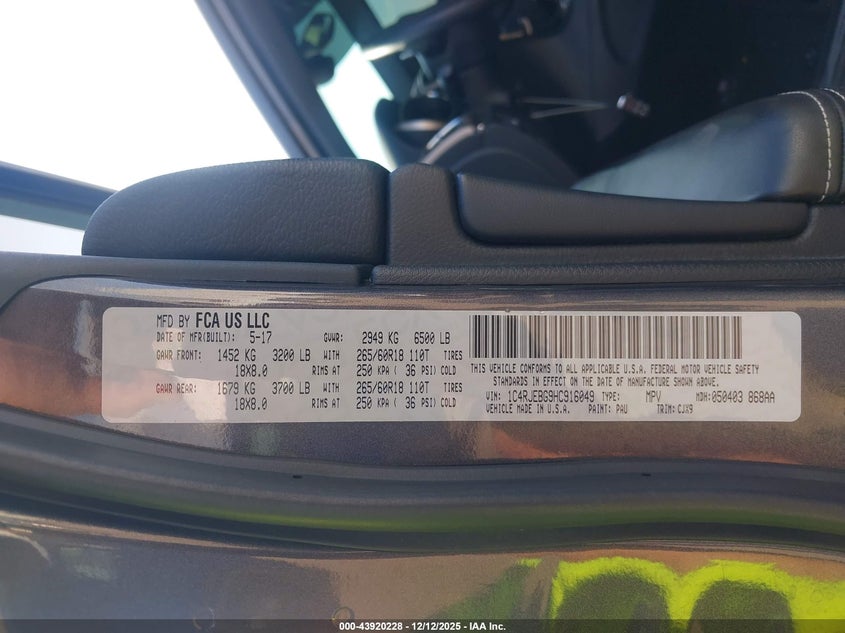 MFD BY FCA US LLC
DATE OF MFR(BUILT): 5-17 GVWR: 2949 KG 6500 LB
GAWR FRONT: 1452 KG 3200 LB WITH 265/60R18 110T TIRES
18X8.0 RIMS AT 250 KPA ( 36 PSI) COLD
GAWR REAR: 1679 KG 3700 LB WITH 265/60R18 110T TIRES
18X8.0 RIMS AT 250 KPA ( 36 PSI) COLD
THIS VEHICLE CONFORMS TO ALL APPLICABLE U.S.A. FEDERAL MOTOR VEHICLE SAFETY
STANDARDS IN EFFECT ON THE DATE OF MANUFACTURE SHOWN ABOVE.
VIN: 1C4RJEBG9HC916049 TYPE: MPV MDH: 050403 868AA
VEHICLE MADE IN U.S.A. PAINT: PAU TRIM: CJX9
000-43920228 - 12/12/2025 - IAA Inc.